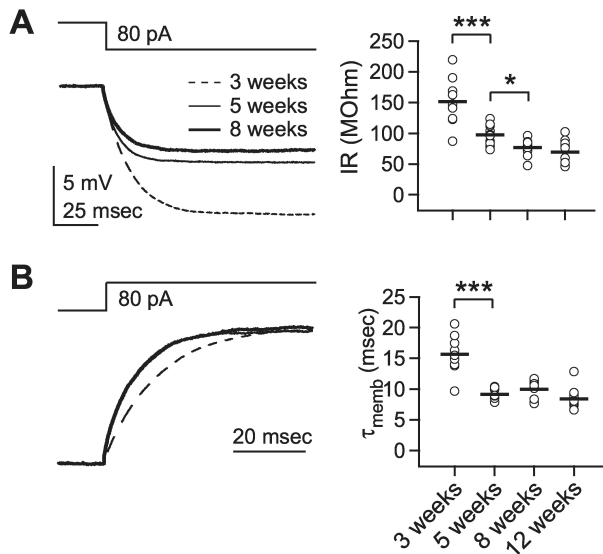 A
80 pA
3 weeks
5 weeks
8 weeks
5 mV
25 msec
IR (MOhm)
250
200
150
100
50
0
***
*
B
80 pA
20 msec
τmemb (msec)
25
20
15
10
5
0
***
3 weeks
5 weeks
8 weeks
12 weeks